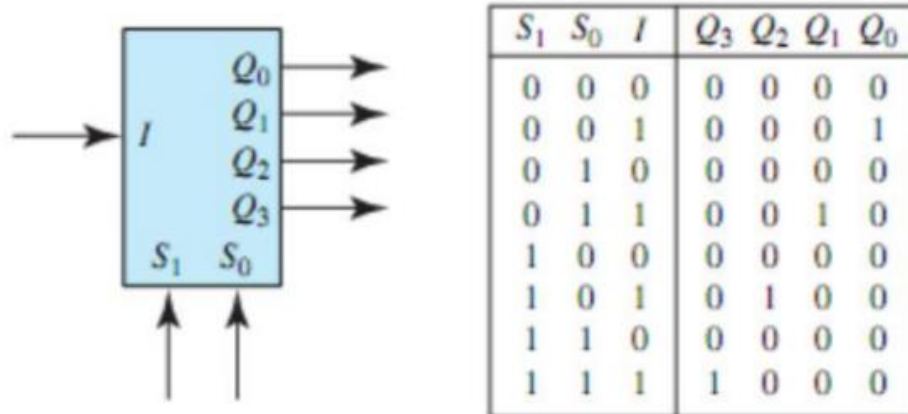 Q₀
Q₁
I
Q₂
Q₃
S₁ S₀
S₁ S₀ I Q₃ Q₂ Q₁ Q₀
0 0 0 0 0 0 0
0 0 1 0 0 0 1
0 1 0 0 0 0 0
0 1 1 0 0 1 0
1 0 0 0 0 0 0
1 0 1 0 1 0 0
1 1 0 0 0 0 0
1 1 1 1 0 0 0